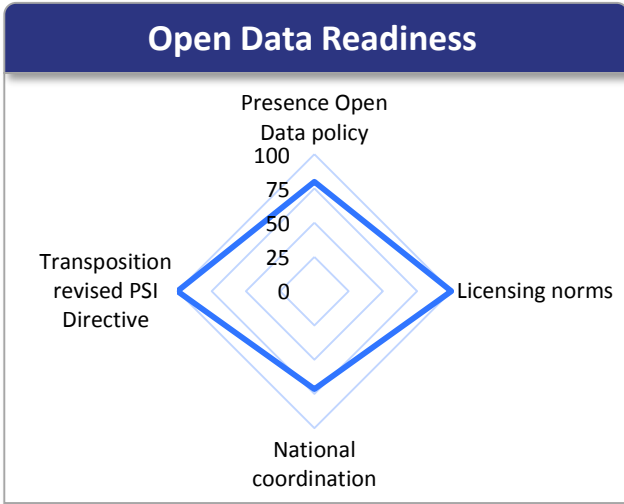 Open Data Readiness
Presence Open
Data policy
100
75
50
25
0
Transposition
revised PSI
Directive
Licensing norms
National
coordination